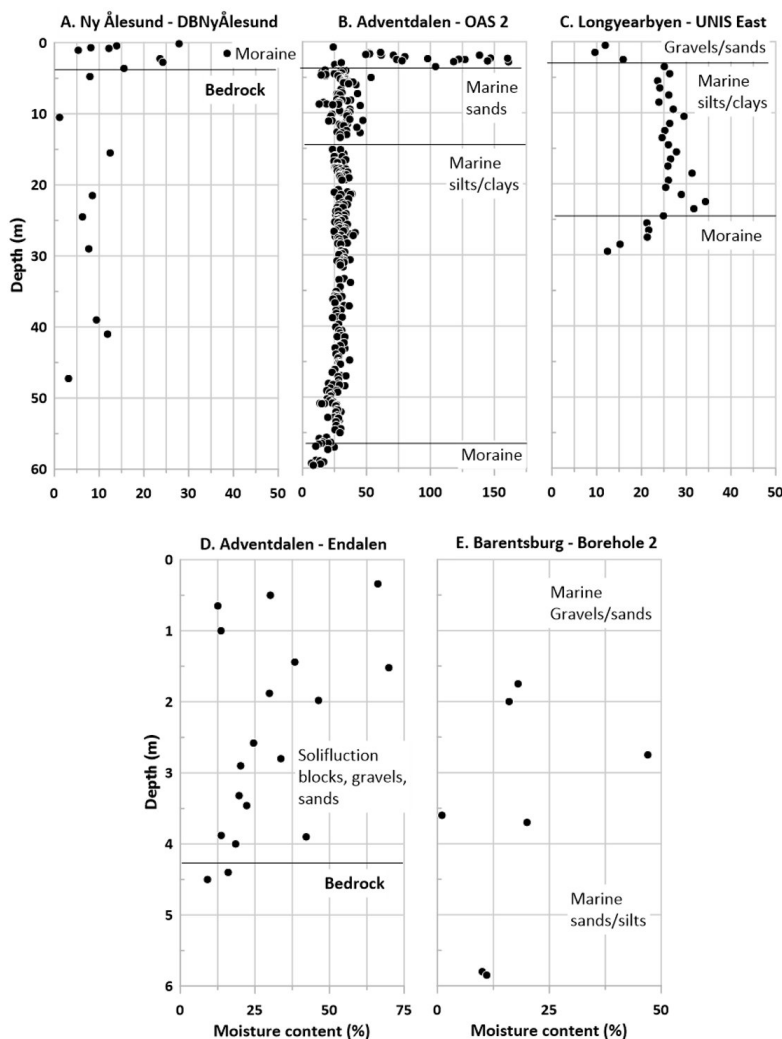 A. Ny Ålesund - DBNyÅlesund
B. Adventdalen - OAS 2
C. Longyearbyen - UNIS East
0
10
20
30
40
50
60
Depth (m)
Moraine
Bedrock
0 10 20 30 40 50
Marine
sands
Marine
silts/clays
Moraine
0 50 100 150
Gravels/sands
Marine
silts/clays
Moraine
0 10 20 30 40 50
D. Adventdalen - Endalen
E. Barentsburg - Borehole 2
0
1
2
3
4
5
6
Depth (m)
Solifluction
blocks, gravels,
sands
Bedrock
0 25 50 75
Moisture content (%)
Marine
Gravels/sands
Marine
sands/silts
0 50
Moisture content (%)